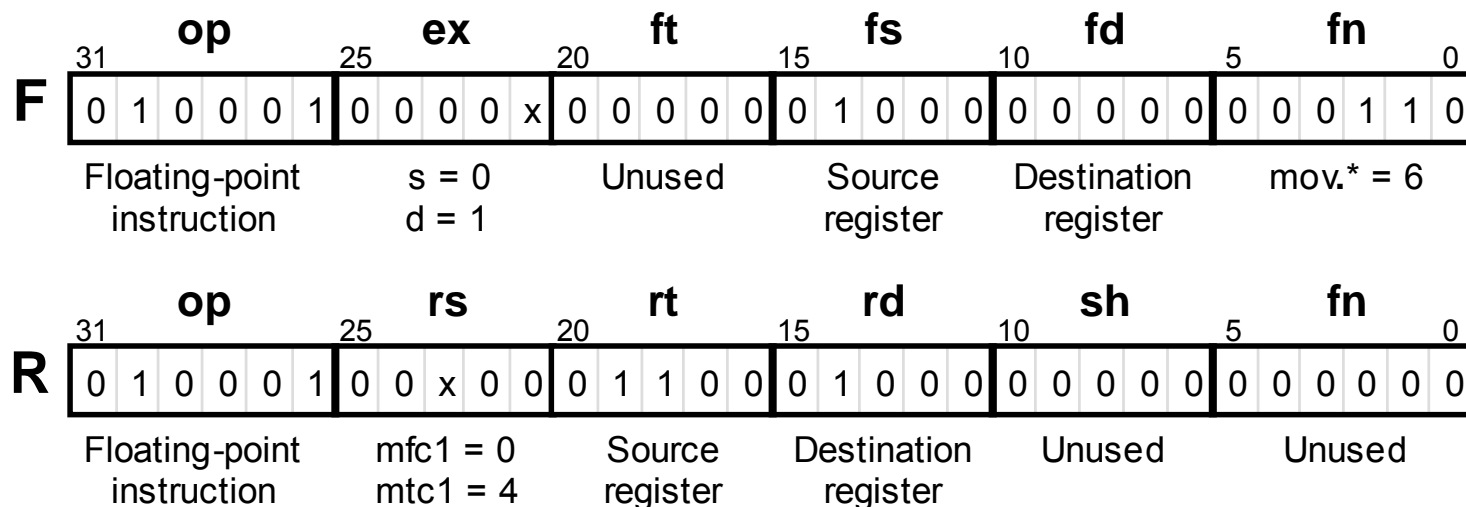 op ex ft fs fd fn
31 25 20 15 10 5 0
F 0 1 0 0 0 1 0 0 0 0 x 0 0 0 0 0 0 1 0 0 0 0 0 0 0 0 0 0 0 1 1 0
Floating-point s = 0 Unused Source Destination mov.* = 6
instruction d = 1 register register
op rs rt rd sh fn
31 25 20 15 10 5 0
R 0 1 0 0 0 1 0 0 x 0 0 0 1 1 0 0 0 1 0 0 0 0 0 0 0 0 0 0 0 0 0 0
Floating-point mfc1 = 0 Source Destination Unused Unused
instruction mtc1 = 4 register register